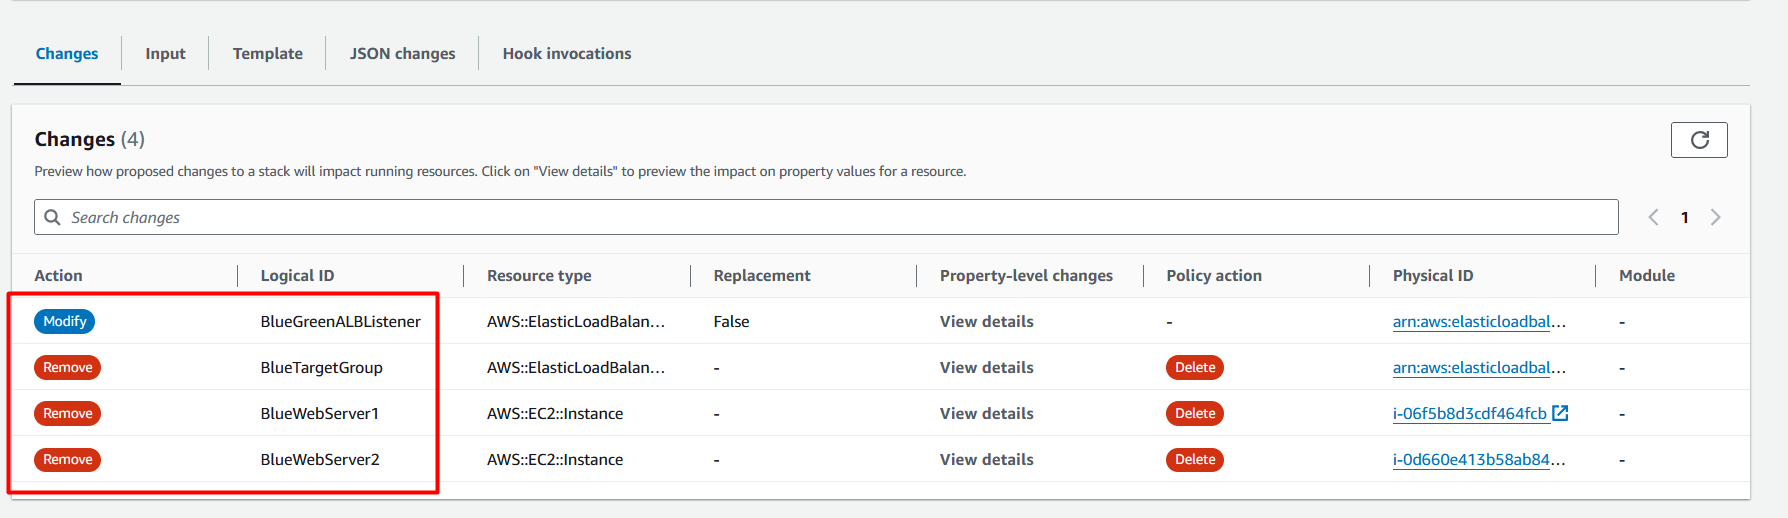 Changes Input Template JSON changes Hook invocations
Changes (4)
Preview how proposed changes to a stack will impact running resources. Click on "View details" to preview the impact on property values for a resource.
Search changes 1
Action Logical ID Resource type Replacement Property-level changes Policy action Physical ID Module
Modify BlueGreenALBListener AWS::ElasticLoadBalan... False View details - arn:aws:elasticloadbal... -
Remove BlueTargetGroup AWS::ElasticLoadBalan... - View details Delete arn:aws:elasticloadbal... -
Remove BlueWebServer1 AWS::EC2::Instance - View details Delete i-06f5b8d3cdf464fcb -
Remove BlueWebServer2 AWS::EC2::Instance - View details Delete i-0d660e413b58ab84... -